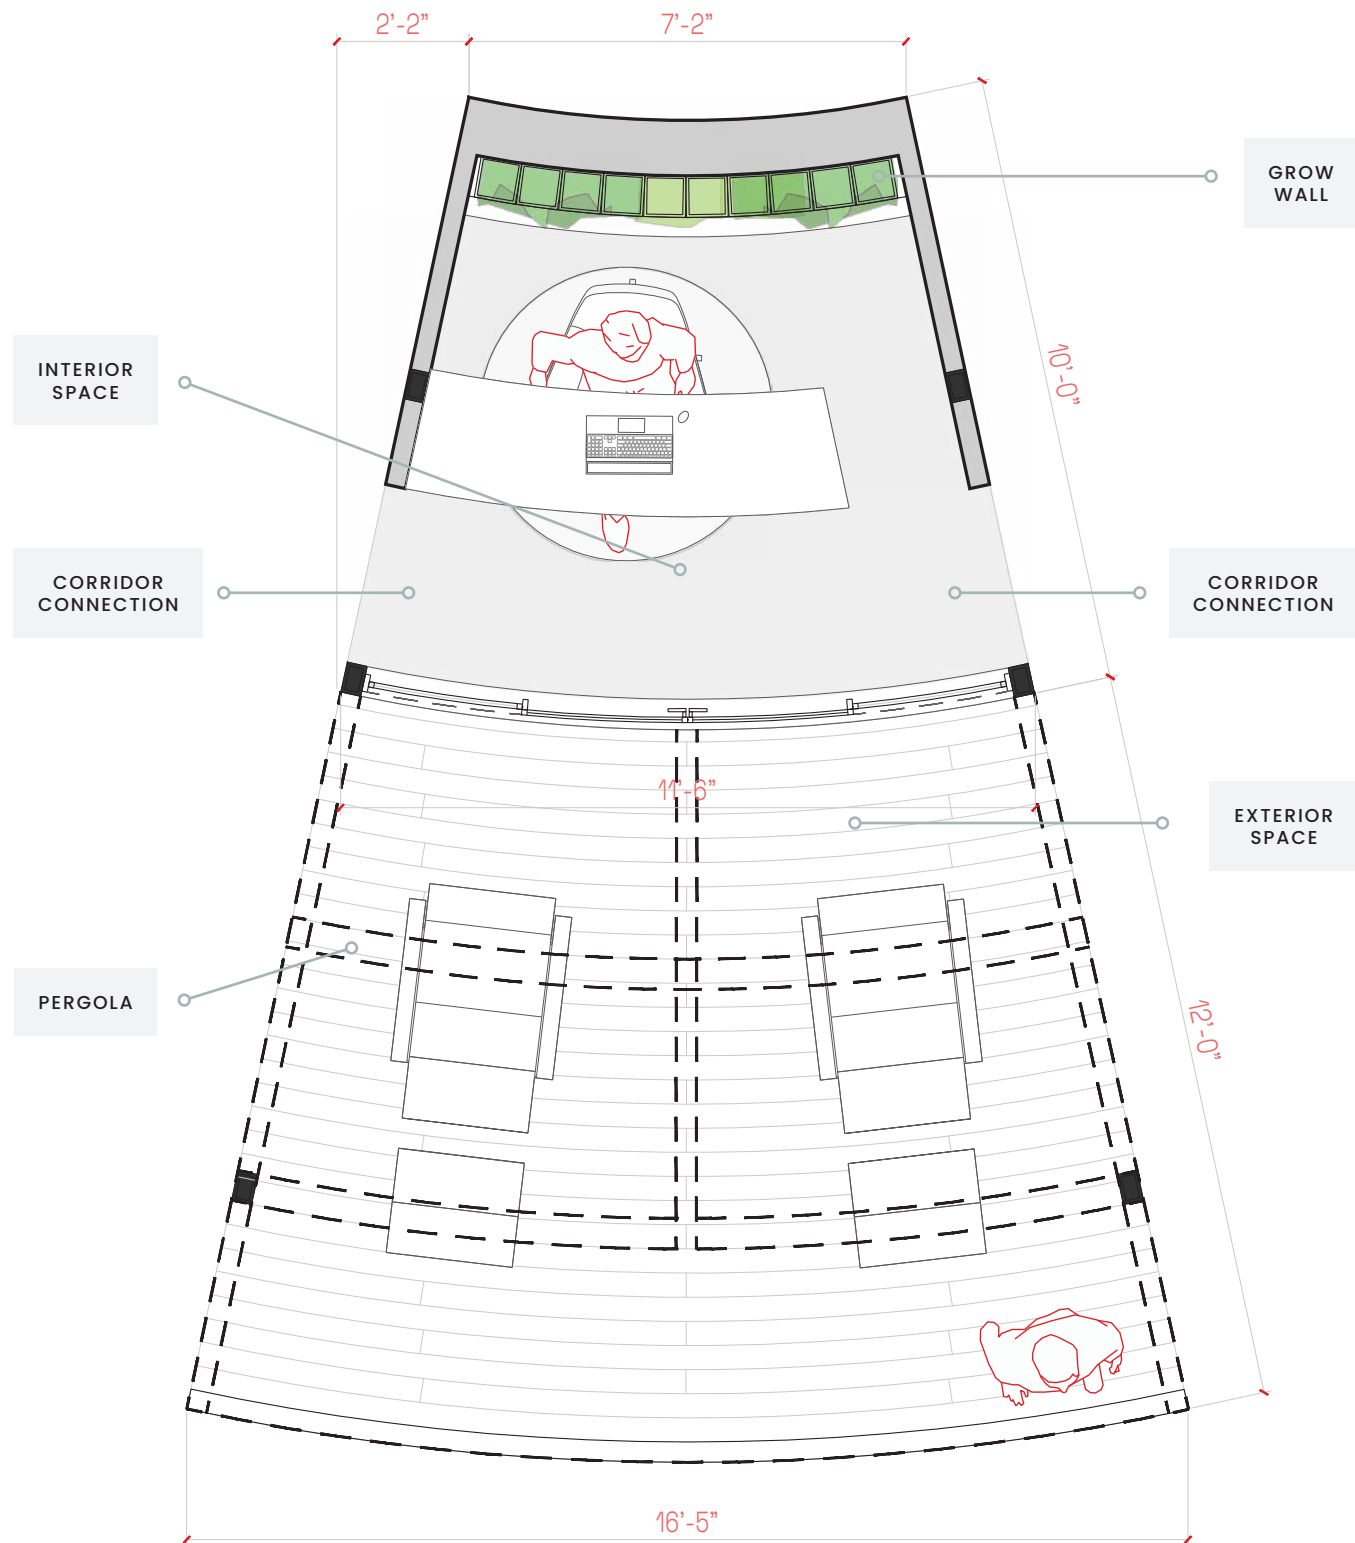 2'-2"
7'-2"
GROW
WALL
INTERIOR
SPACE
10'-0"
CORRIDOR
CONNECTION
CORRIDOR
CONNECTION
11'-6"
EXTERIOR
SPACE
PERGOLA
12'-0"
16'-5"